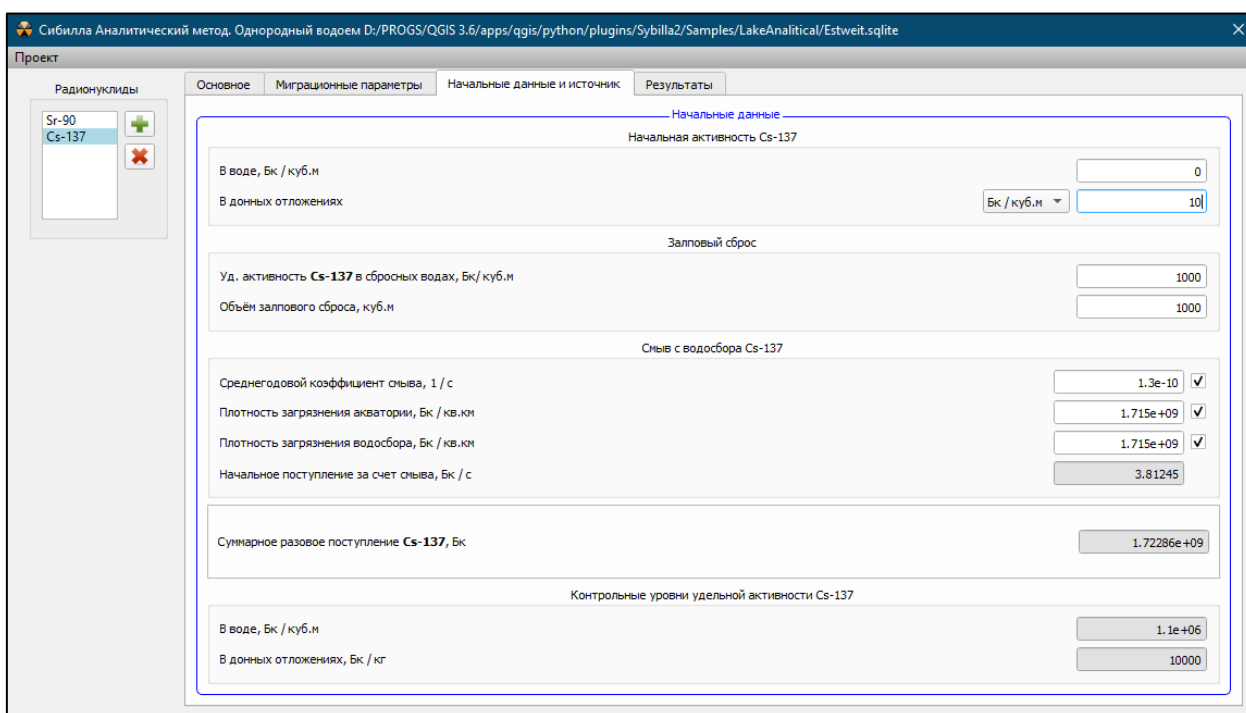 Сибилла Аналитический метод. Однородный водоем D:/PROGS/QGIS 3.6/apps/qgis/python/plugins/Sybilla2/Samples/LakeAnalitical/Estweit.sqlite
Проект
Радионуклиды
Sr-90
Cs-137
Основное Миграционные параметры Начальные данные и источник Результаты
Начальные данные
Начальная активность Cs-137
В воде, Бк / куб.м 0
В донных отложениях Бк / куб.м 10
Залповый сброс
Уд. активность Cs-137 в сбросных водах, Бк/ куб.м 1000
Объём залпового сброса, куб.м 1000
Смыв с водосбора Cs-137
Среднегодовой коэффициент смыва, 1 / с 1.3e-10
Плотность загрязнения акватории, Бк / кв.км 1.715e+09
Плотность загрязнения водосбора, Бк / кв.км 1.715e+09
Начальное поступление за счет смыва, Бк / с 3.81245
Суммарное разовое поступление Cs-137, Бк 1.72286e+09
Контрольные уровни удельной активности Cs-137
В воде, Бк / куб.м 1.1e+06
В донных отложениях, Бк / кг 10000